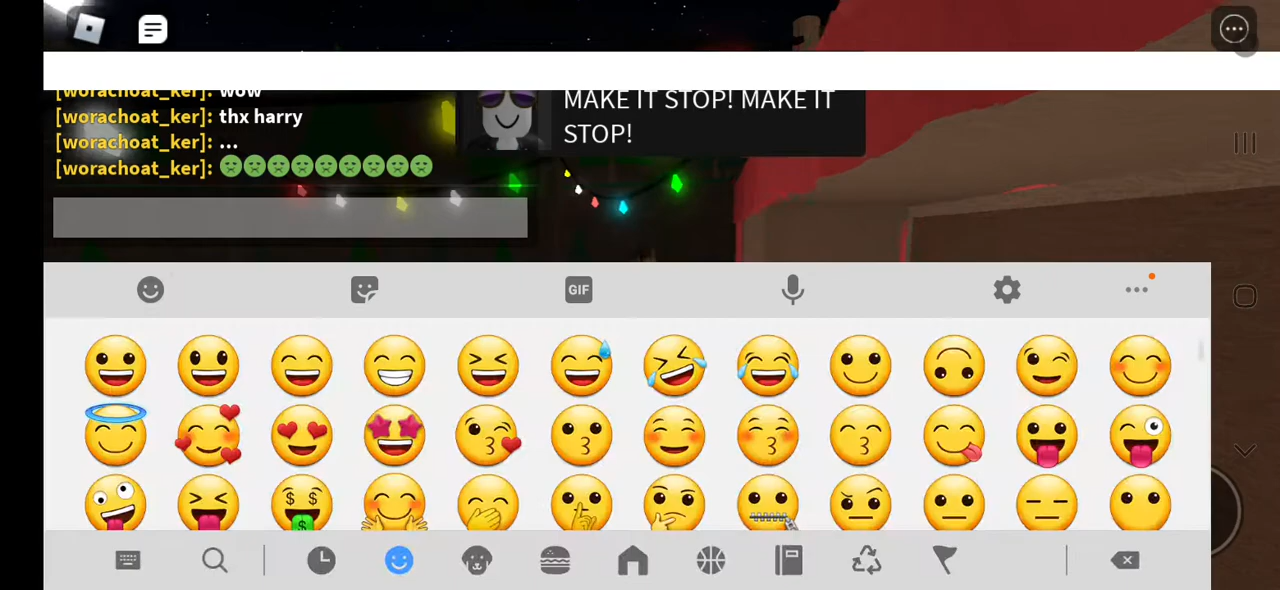 [worachoat_ker]: wow
[worachoat_ker]: thx harry
[worachoat_ker]: ...
[worachoat_ker]: 🤢🤢🤢🤢🤢🤢🤢🤢🤢
MAKE IT STOP! MAKE IT
STOP!
GIF